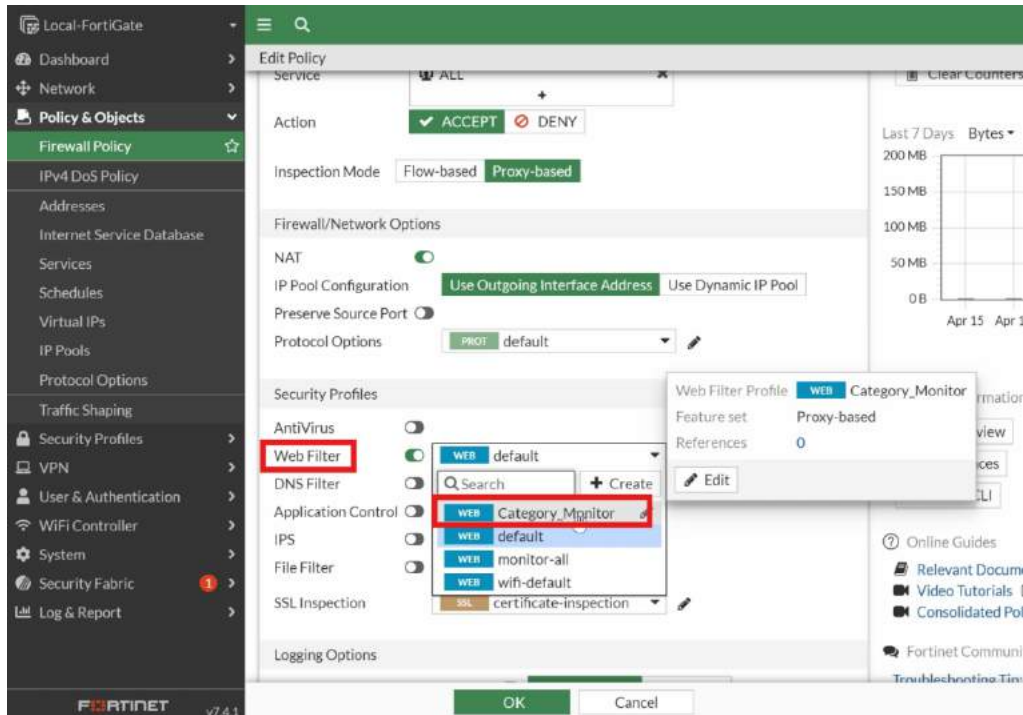 Local-FortiGate
Dashboard
Network
Policy & Objects
Firewall Policy
IPv4 DoS Policy
Addresses
Internet Service Database
Services
Schedules
Virtual IPs
IP Pools
Protocol Options
Traffic Shaping
Security Profiles
VPN
User & Authentication
WiFi Controller
System
Security Fabric 1
Log & Report
FORTINET v7.4.1
Edit Policy
Service ALL
Action ACCEPT DENY
Inspection Mode Flow-based Proxy-based
Firewall/Network Options
NAT
IP Pool Configuration Use Outgoing Interface Address Use Dynamic IP Pool
Preserve Source Port
Protocol Options PROT default
Security Profiles
AntiVirus
Web Filter WEB default
DNS Filter Search + Create
Application Control WEB Category_Monitor
WEB default
IPS
WEB monitor-all
File Filter
WEB wifi-default
SSL Inspection SSL certificate-inspection
Logging Options
OK Cancel
Web Filter Profile WEB Category_Monitor
Feature set Proxy-based
References 0
Edit
Clear Counters
Last 7 Days Bytes
200 MB
150 MB
100 MB
50 MB
0 B
Apr 15 Apr 1
Online Guides
Relevant Docume
Video Tutorials
Consolidated Pol
Fortinet Communi
Troubleshooting Tip